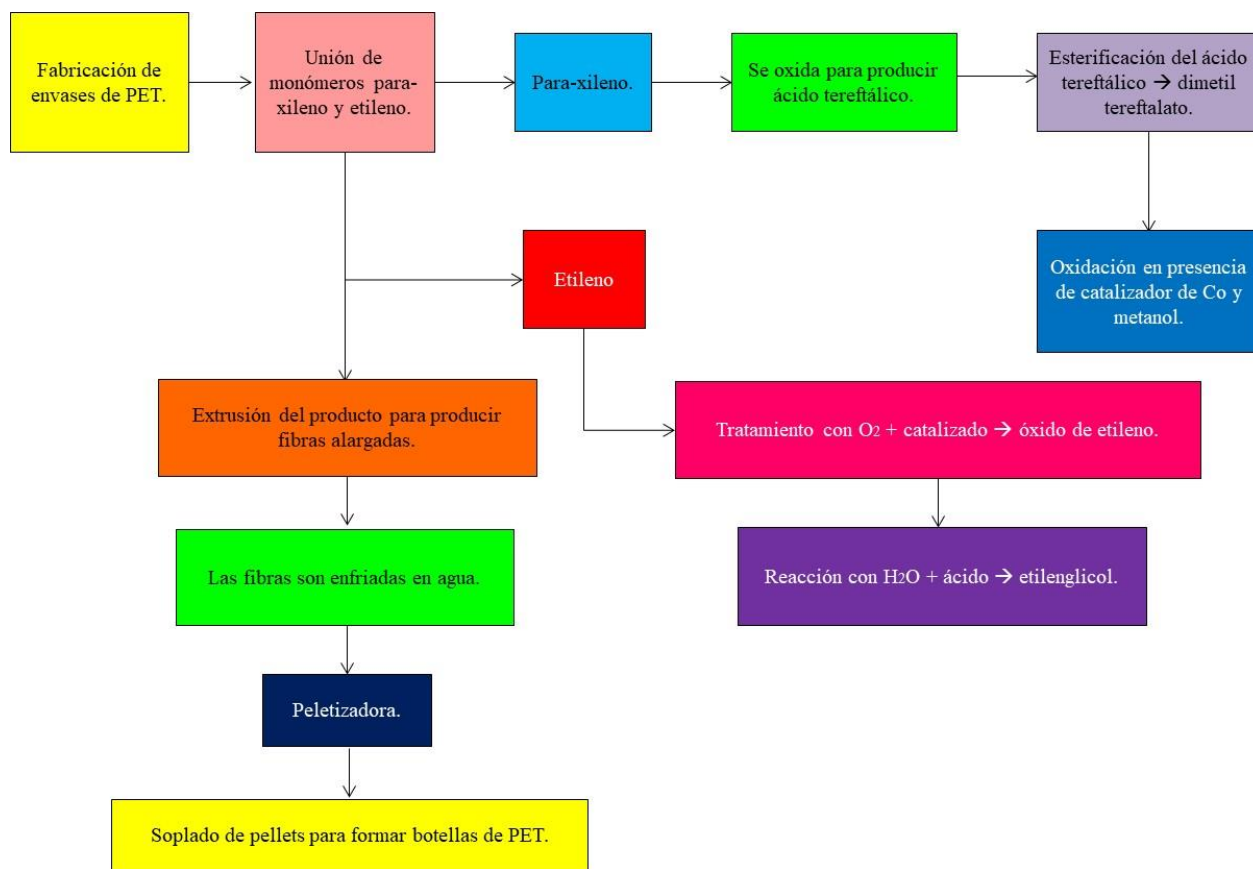 Fabricación de
envases de PET.
Unión de
monómeros para-
xileno y etileno.
Para-xileno.
Se oxida para producir
ácido tereftálico.
Esterificación del ácido
tereftálico → dimetil
tereftalato.
Etileno
Oxidación en presencia
de catalizador de Co y
metanol.
Extrusión del producto para producir
fibras alargadas.
Tratamiento con O2 + catalizado → óxido de etileno.
Las fibras son enfriadas en agua.
Reacción con H2O + ácido → etilenglicol.
Peletizadora.
Soplado de pellets para formar botellas de PET.